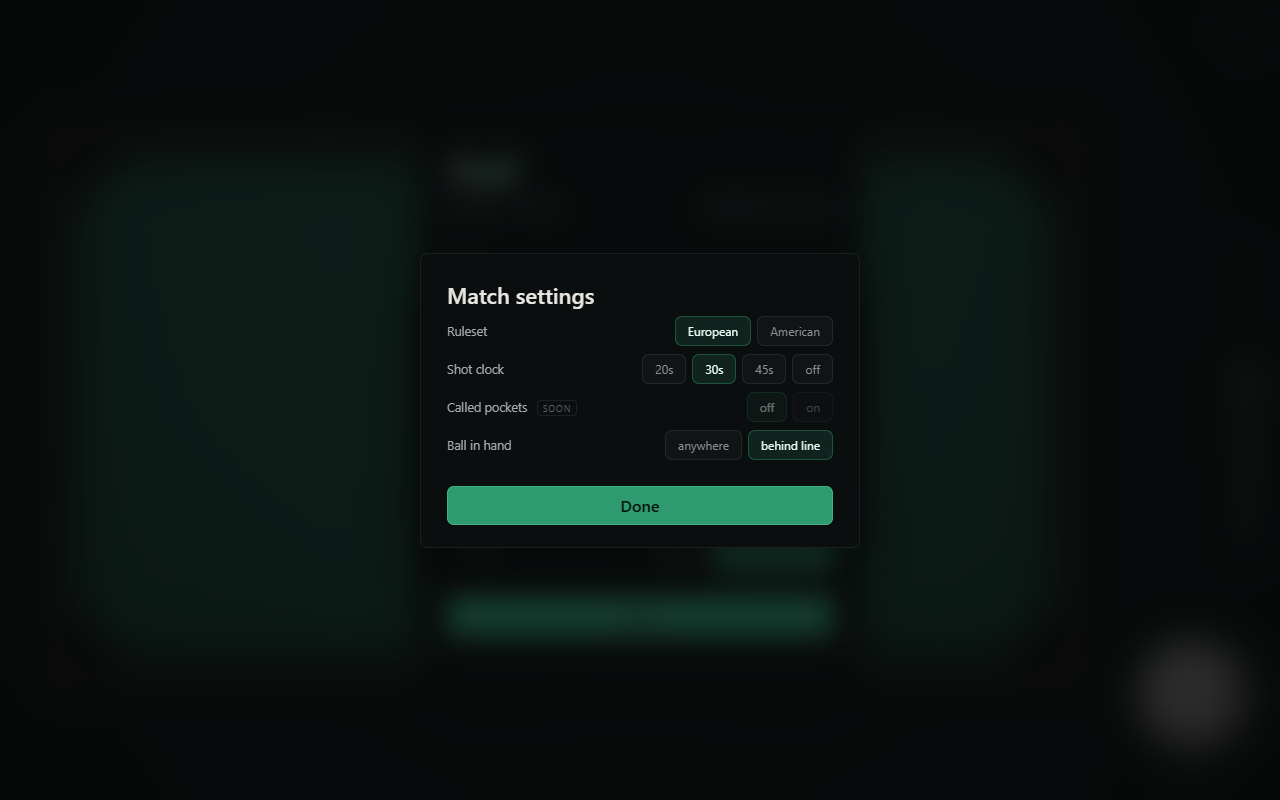 Match settings
Ruleset European American
Shot clock 20s 30s 45s off
Called pockets SOON off on
Ball in hand anywhere behind line
Done